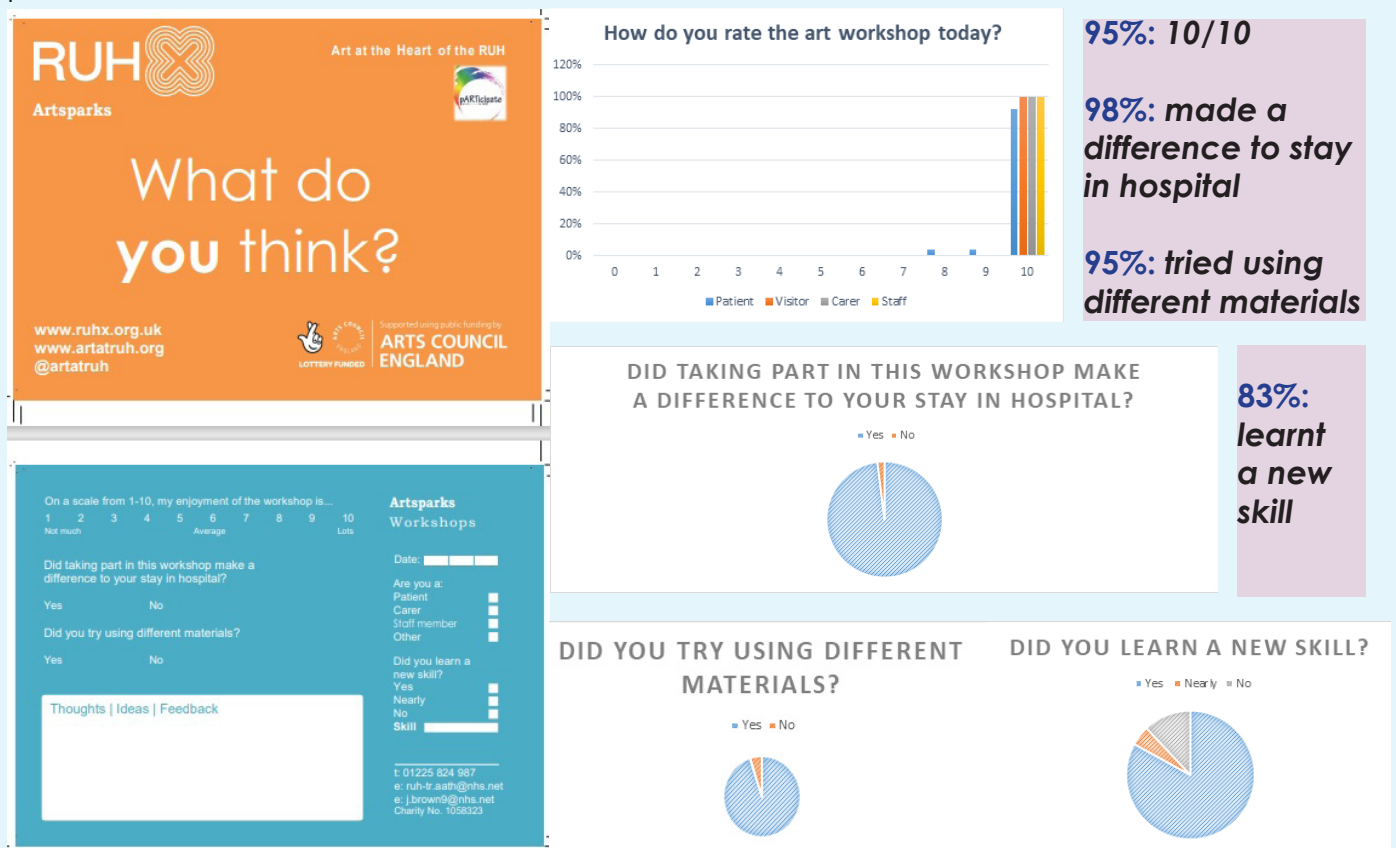 RUH
Artsparks
Art at the Heart of the RUH
pARTicipate
What do
you think?
www.ruhx.org.uk
www.artatruh.org
@artatruh
LOTTERY FUNDED
Supported using public funding by
ARTS COUNCIL
ENGLAND
On a scale from 1-10, my enjoyment of the workshop is...
1 2 3 4 5 6 7 8 9 10
Not much Average Lots
Did taking part in this workshop make a
difference to your stay in hospital?
Yes No
Did you try using different materials?
Yes No
Thoughts | Ideas | Feedback
Artsparks
Workshops
Date:
Are you a:
Patient
Carer
Staff member
Other
Did you learn a
new skill?
Yes
Nearly
No
Skill
t: 01225 824 987
e: ruh-tr.aath@nhs.net
e: j.brown9@nhs.net
Charity No. 1058323
How do you rate the art workshop today?
120%
100%
80%
60%
40%
20%
0%
0 1 2 3 4 5 6 7 8 9 10
Patient Visitor Carer Staff
95%: 10/10
98%: made a
difference to stay
in hospital
95%: tried using
different materials
DID TAKING PART IN THIS WORKSHOP MAKE
A DIFFERENCE TO YOUR STAY IN HOSPITAL?
Yes No
83%:
learnt
a new
skill
DID YOU TRY USING DIFFERENT
MATERIALS?
Yes No
DID YOU LEARN A NEW SKILL?
Yes Nearly No